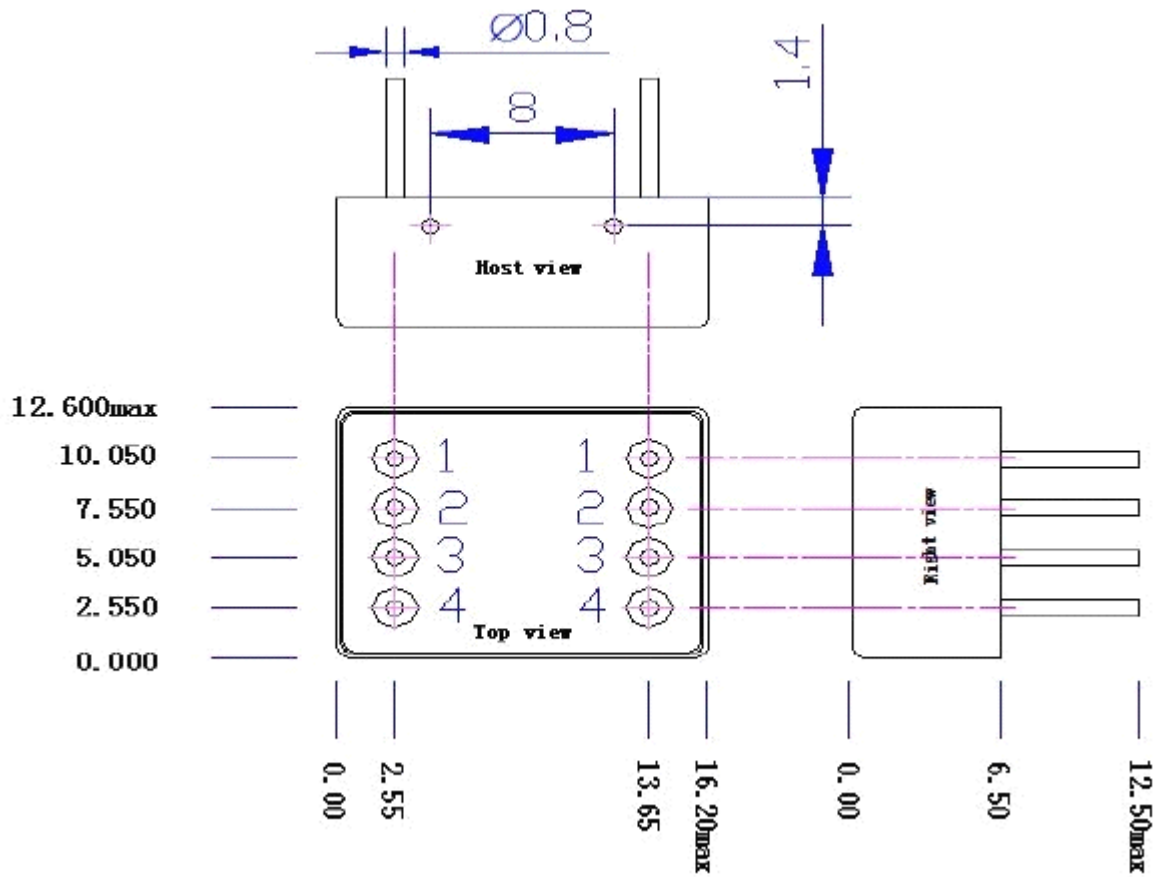 Ø0.8
8
1.4
Host view
12.600max
10.050
7.550
5.050
2.550
0.000
1 1
2 2
3 3
4 4
Top view
Right view
0.00
2.55
13.65
16.20max
0.00
6.50
12.50max